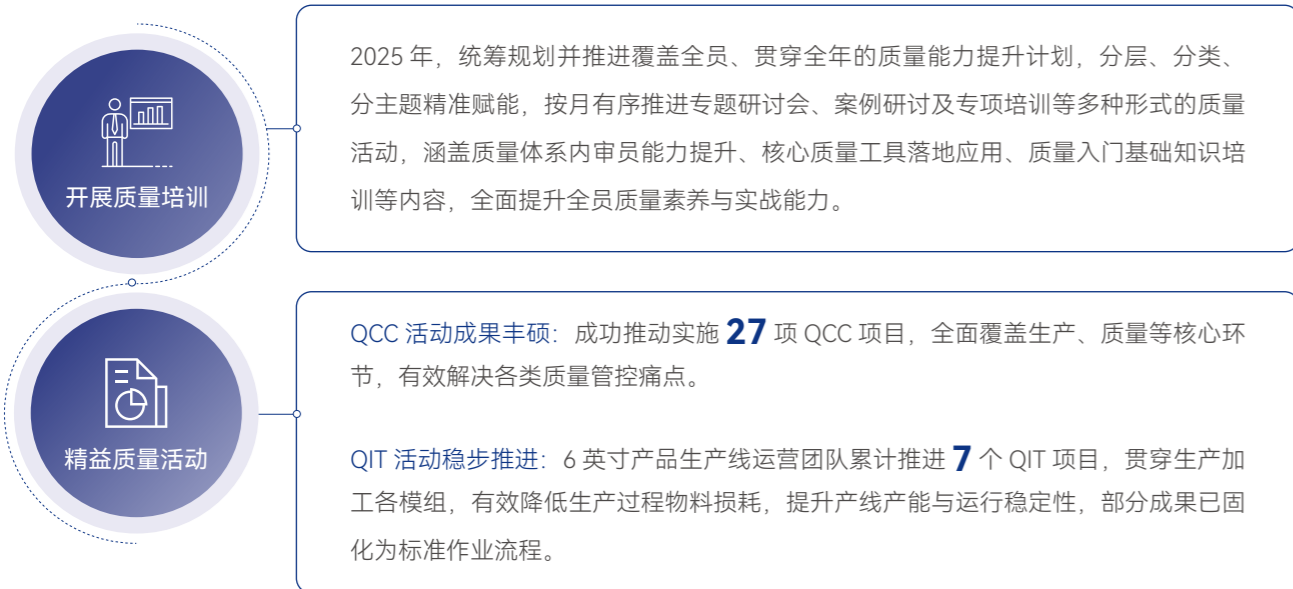 开展质量培训
2025 年，统筹规划并推进覆盖全员、贯穿全年的质量能力提升计划，分层、分类、
分主题精准赋能，按月有序推进专题研讨会、案例研讨及专项培训等多种形式的质量
活动，涵盖质量体系内审员能力提升、核心质量工具落地应用、质量入门基础知识培
训等内容，全面提升全员质量素养与实战能力。
精益质量活动
QCC 活动成果丰硕：成功推动实施 27 项 QCC 项目，全面覆盖生产、质量等核心环
节，有效解决各类质量管控痛点。
QIT 活动稳步推进：6 英寸产品生产线运营团队累计推进 7 个 QIT 项目，贯穿生产加
工各模组，有效降低生产过程物料损耗，提升产线产能与运行稳定性，部分成果已固
化为标准作业流程。